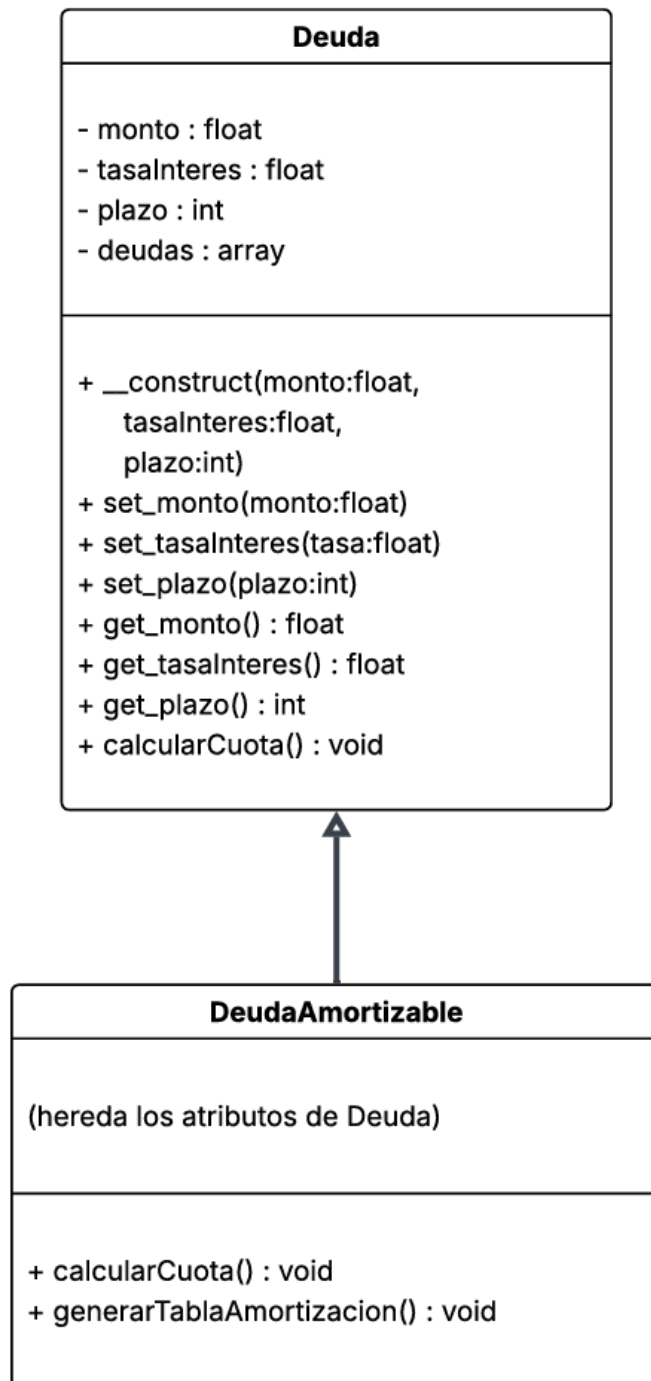 Deuda
- monto : float
- tasaInteres : float
- plazo : int
- deudas : array
+ __construct(monto:float,
tasaInteres:float,
plazo:int)
+ set_monto(monto:float)
+ set_tasaInteres(tasa:float)
+ set_plazo(plazo:int)
+ get_monto() : float
+ get_tasaInteres() : float
+ get_plazo() : int
+ calcularCuota() : void
DeudaAmortizable
(hereda los atributos de Deuda)
+ calcularCuota() : void
+ generarTablaAmortizacion() : void